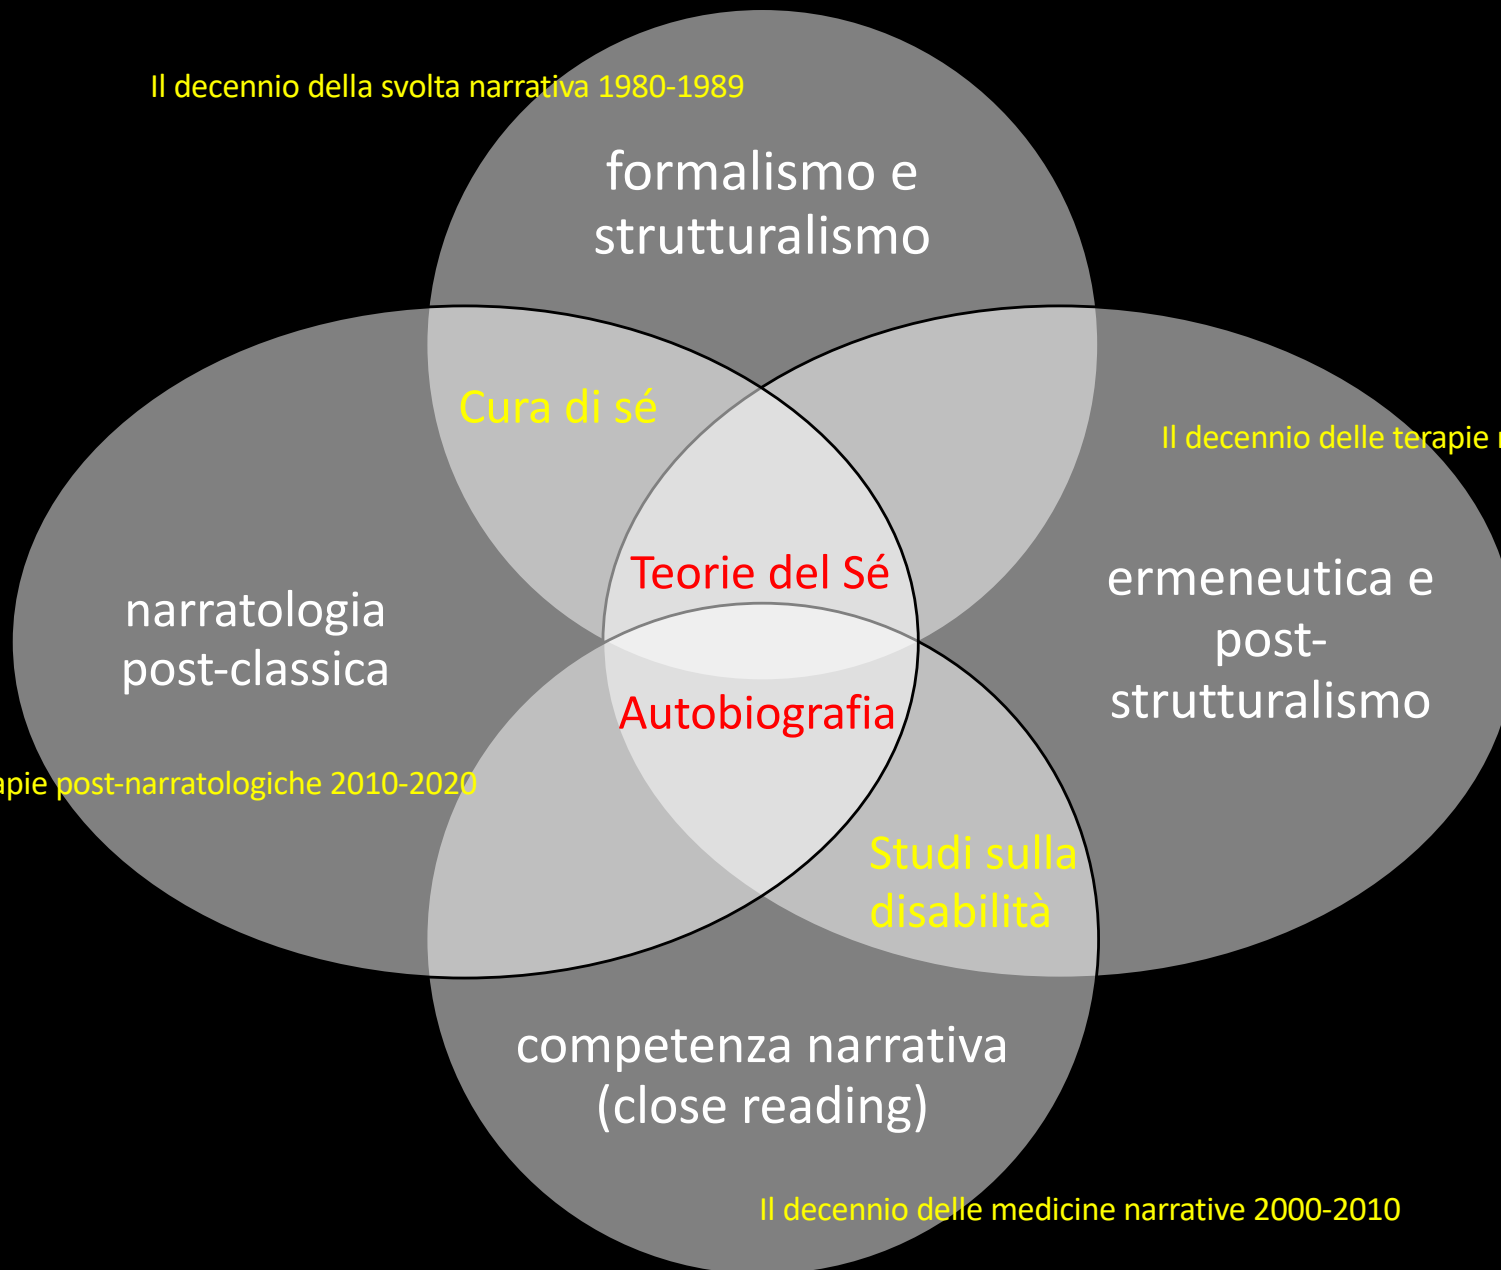 Il decennio della svolta narrativa 1980-1989
formalismo e
strutturalismo
Cura di sé
Il decennio delle terapie
Teorie del Sé
ermeneutica e
post-
strutturalismo
narratologia
post-classica
Autobiografia
post-narratologiche 2010-2020
Studi sulla
disabilità
competenza narrativa
(close reading)
Il decennio delle medicine narrative 2000-2010